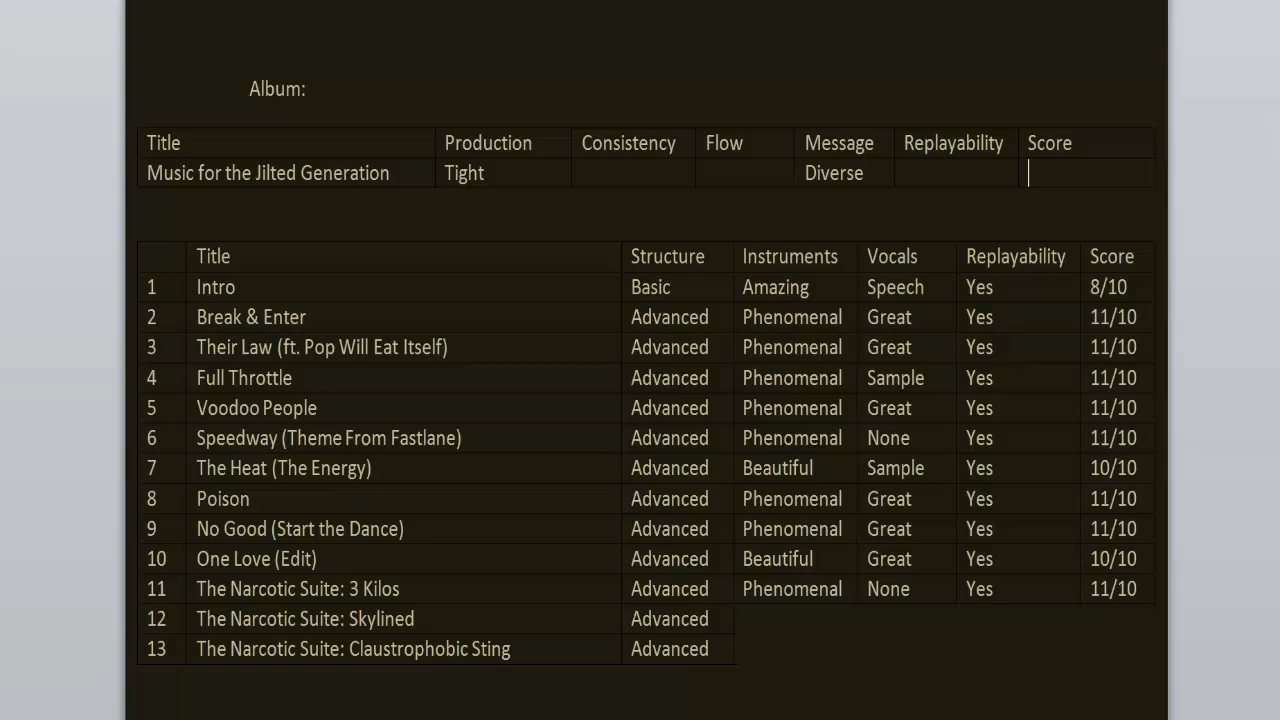 Album:
Title Production Consistency Flow Message Replayability Score
Music for the Jilted Generation Tight Diverse
Title Structure Instruments Vocals Replayability Score
1 Intro Basic Amazing Speech Yes 8/10
2 Break & Enter Advanced Phenomenal Great Yes 11/10
3 Their Law (ft. Pop Will Eat Itself) Advanced Phenomenal Great Yes 11/10
4 Full Throttle Advanced Phenomenal Sample Yes 11/10
5 Voodoo People Advanced Phenomenal Great Yes 11/10
6 Speedway (Theme From Fastlane) Advanced Phenomenal None Yes 11/10
7 The Heat (The Energy) Advanced Beautiful Sample Yes 10/10
8 Poison Advanced Phenomenal Great Yes 11/10
9 No Good (Start the Dance) Advanced Phenomenal Great Yes 11/10
10 One Love (Edit) Advanced Beautiful Great Yes 10/10
11 The Narcotic Suite: 3 Kilos Advanced Phenomenal None Yes 11/10
12 The Narcotic Suite: Skylined Advanced
13 The Narcotic Suite: Claustrophobic Sting Advanced